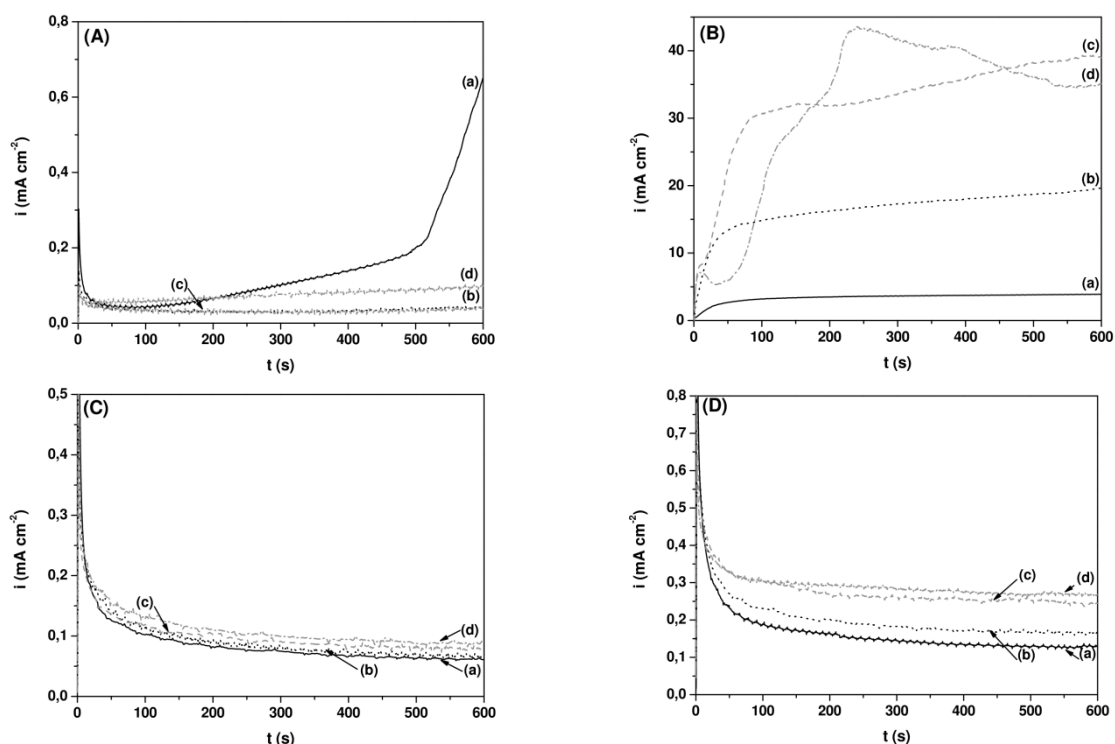 (A)
0,8
0,6
0,4
0,2
0,0
i (mA cm⁻²)
(a)
(c)
(d)
(b)
0 100 200 300 400 500 600
t (s)
(B)
40
30
20
10
0
i (mA cm⁻²)
(c)
(d)
(b)
(a)
0 100 200 300 400 500 600
t (s)
(C)
0,5
0,4
0,3
0,2
0,1
0,0
i (mA cm⁻²)
(c)
(d)
(b)
(a)
0 100 200 300 400 500 600
t (s)
(D)
0,8
0,7
0,6
0,5
0,4
0,3
0,2
0,1
0,0
i (mA cm⁻²)
(c)
(d)
(b)
(a)
0 100 200 300 400 500 600
t (s)